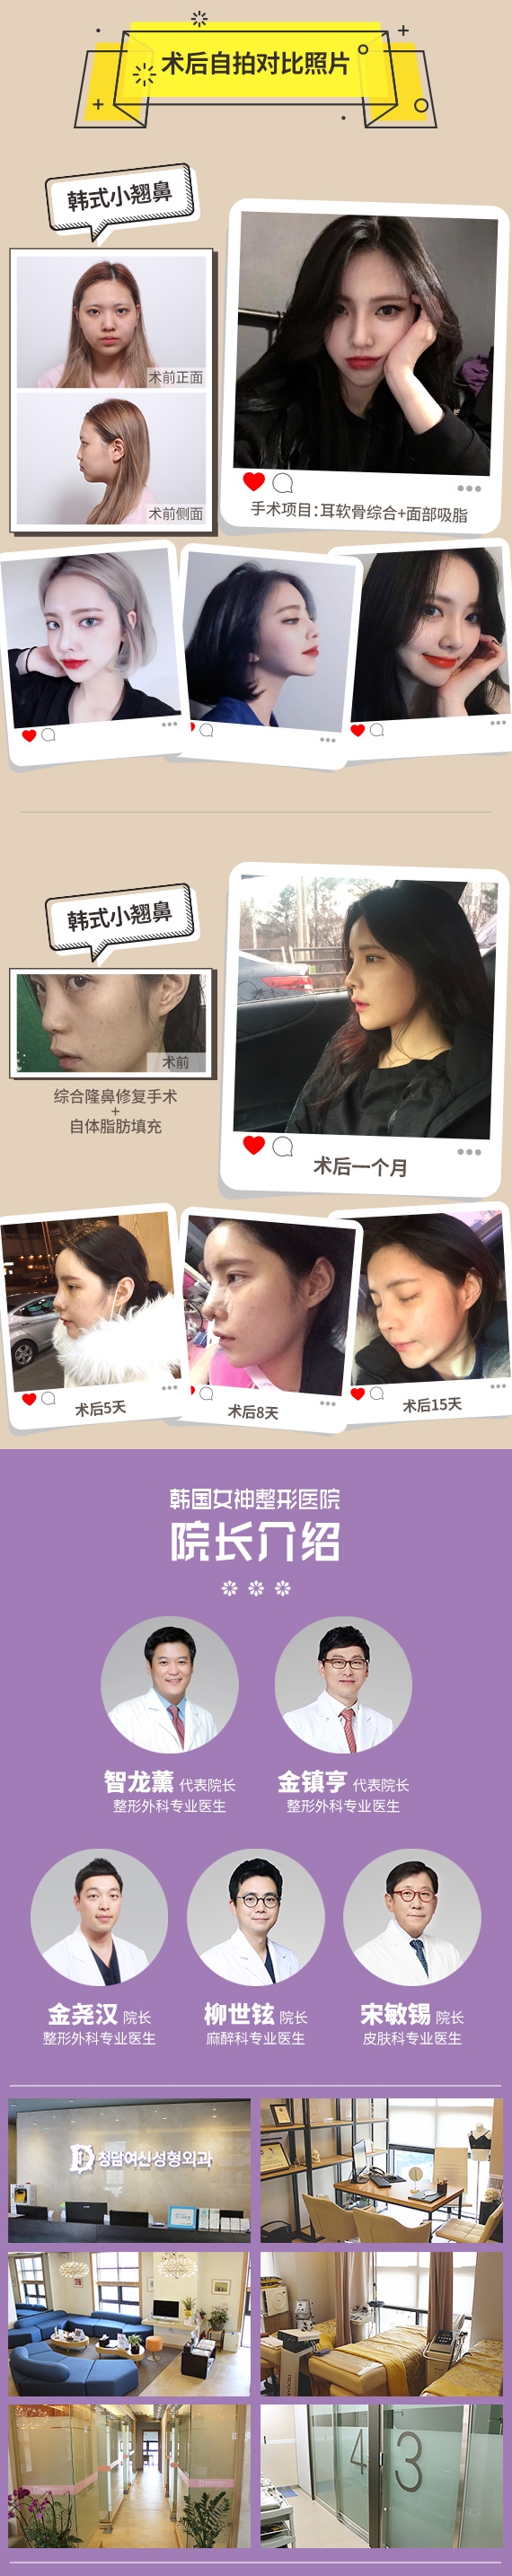 术后自拍对比照片
韩式小翘鼻
术前正面
术前侧面
手术项目:耳软骨综合+面部吸脂
韩式小翘鼻
术前
综合隆鼻修复手术
+
自体脂肪填充
术后一个月
术后5天
术后8天
术后15天
韩国女神整形医院
院长介绍
智龙薰 代表院长
整形外科专业医生
金镇亨 代表院长
整形外科专业医生
金尧汉 院长
整形外科专业医生
柳世铉 院长
麻醉科专业医生
宋敏锡 院长
皮肤科专业医生
청담여신성형외과
4
3